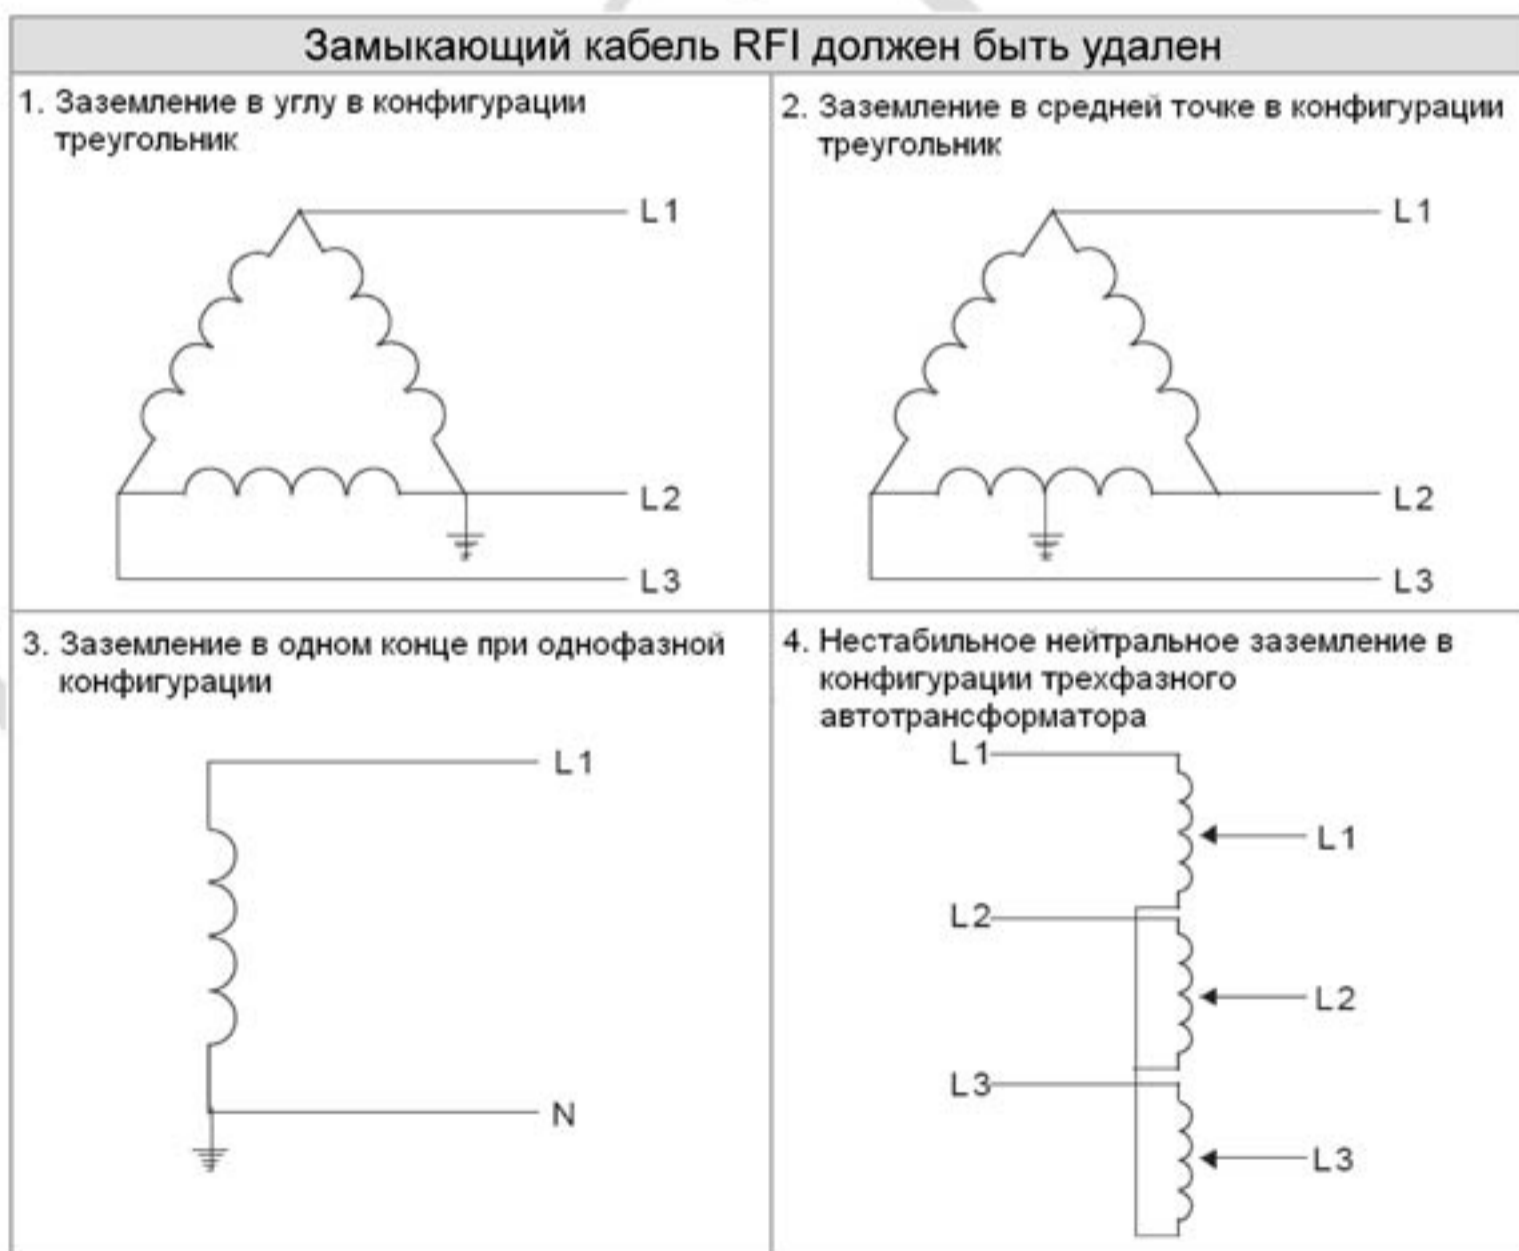 Замыкающий кабель RFI должен быть удален
1. Заземление в углу в конфигурации
треугольник
L1
L2
L3
2. Заземление в средней точке в конфигурации
треугольник
L1
L2
L3
3. Заземление в одном конце при однофазной
конфигурации
L1
N
4. Нестабильное нейтральное заземление в
конфигурации трехфазного
автотрансформатора
L1
L1
L2
L2
L3
L3